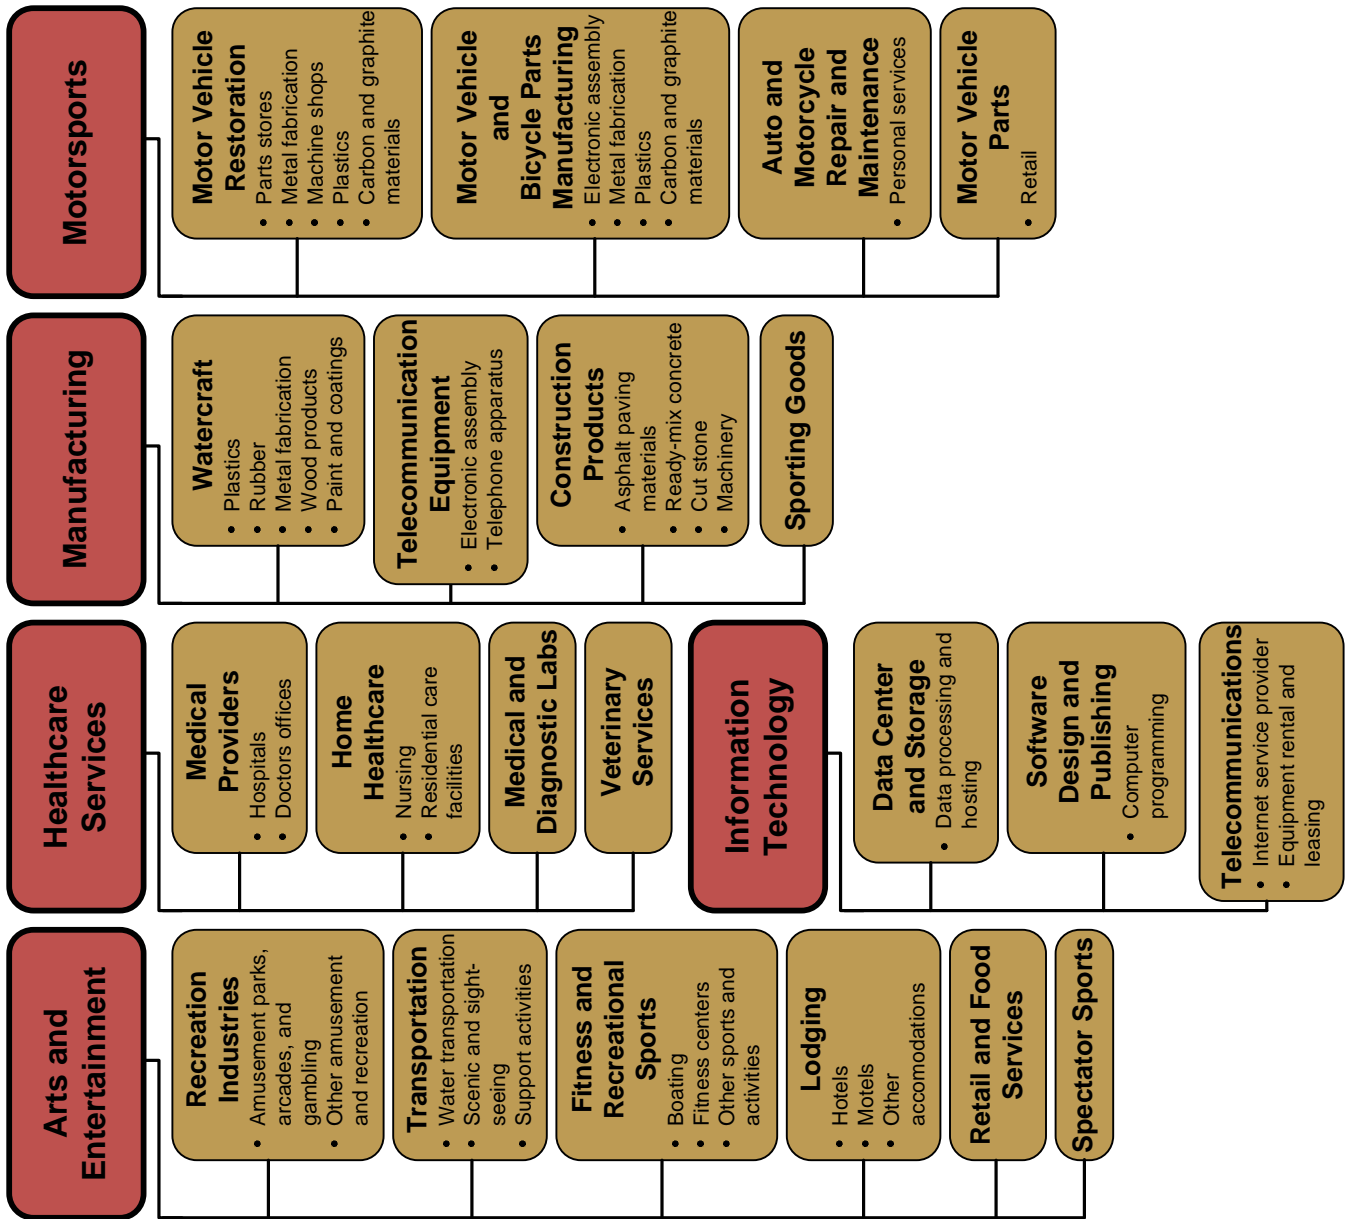 Arts and
Entertainment
Recreation
Industries
• Amusement parks,
arcades, and
gambling
• Other amusement
and recreation
Transportation
• Water transportation
• Scenic and sight-
seeing
• Support activities
Fitness and
Recreational
Sports
• Boating
• Fitness centers
• Other sports and
activities
Lodging
• Hotels
• Motels
• Other
accomodations
Retail and Food
Services
Spectator Sports
Healthcare
Services
Medical
Providers
• Hospitals
• Doctors offices
Home
Healthcare
• Nursing
• Residential care
facilities
Medical and
Diagnostic Labs
Veterinary
Services
Information
Technology
Data Center
and Storage
• Data processing and
hosting
Software
Design and
Publishing
• Computer
programming
Telecommunications
• Internet service provider
• Equipment rental and
leasing
Manufacturing
Watercraft
• Plastics
• Rubber
• Metal fabrication
• Wood products
• Paint and coatings
Telecommunication
Equipment
• Electronic assembly
• Telephone apparatus
Construction
Products
• Asphalt paving
materials
• Ready-mix concrete
• Cut stone
• Machinery
Sporting Goods
Motorsports
Motor Vehicle
Restoration
• Parts stores
• Metal fabrication
• Machine shops
• Plastics
• Carbon and graphite
materials
Motor Vehicle
and
Bicycle Parts
Manufacturing
• Electronic assembly
• Metal fabrication
• Plastics
• Carbon and graphite
materials
Auto and
Motorcycle
Repair and
Maintenance
• Personal services
Motor Vehicle
Parts
• Retail